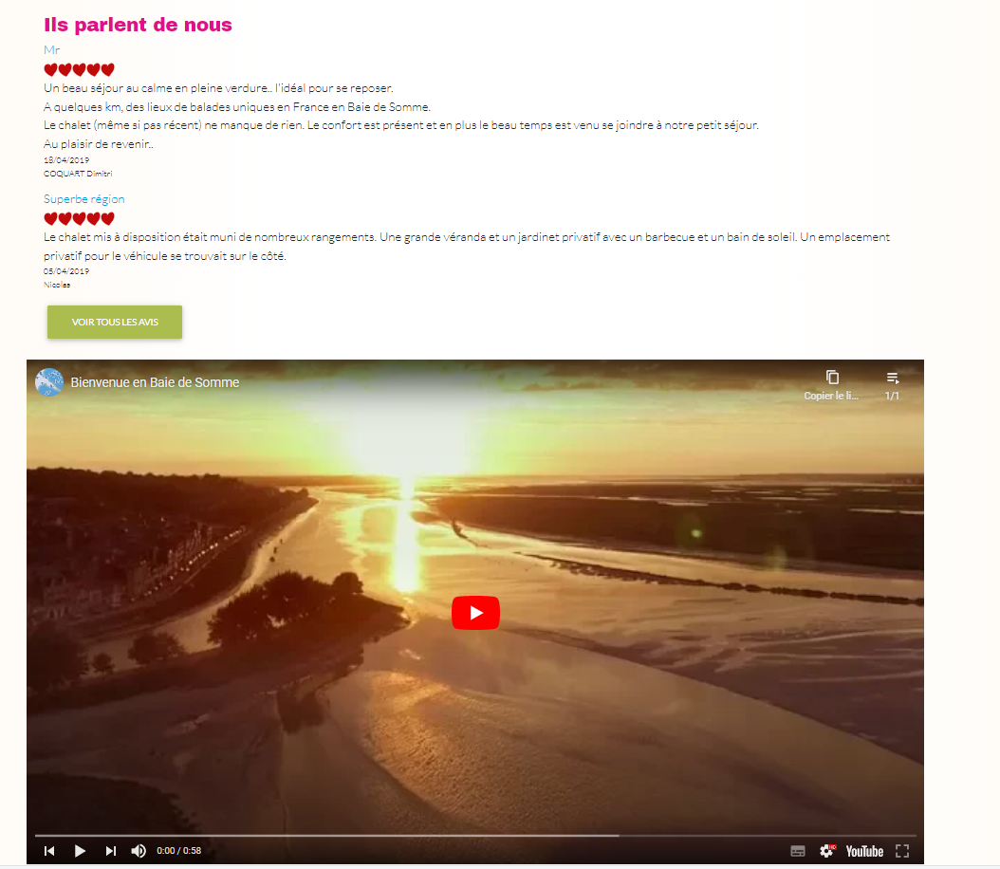 Ils parlent de nous
Mr
Un beau séjour au calme en pleine verdure.. l'idéal pour se reposer.
A quelques km, des lieux de balades uniques en France en Baie de Somme.
Le chalet (même si pas récent) ne manque de rien. Le confort est présent et en plus le beau temps est venu se joindre à notre petit séjour.
Au plaisir de revenir..
18/04/2019
COQUART Dimitri
Superbe région
Le chalet mis à disposition était muni de nombreux rangements. Une grande véranda et un jardinet privatif avec un barbecue et un bain de soleil. Un emplacement
privatif pour le véhicule se trouvait sur le côté.
05/04/2019
Nicolas
VOIR TOUS LES AVIS
Bienvenue en Baie de Somme
Copier le li...
1/1
0:00 / 0:58
HD
YouTube